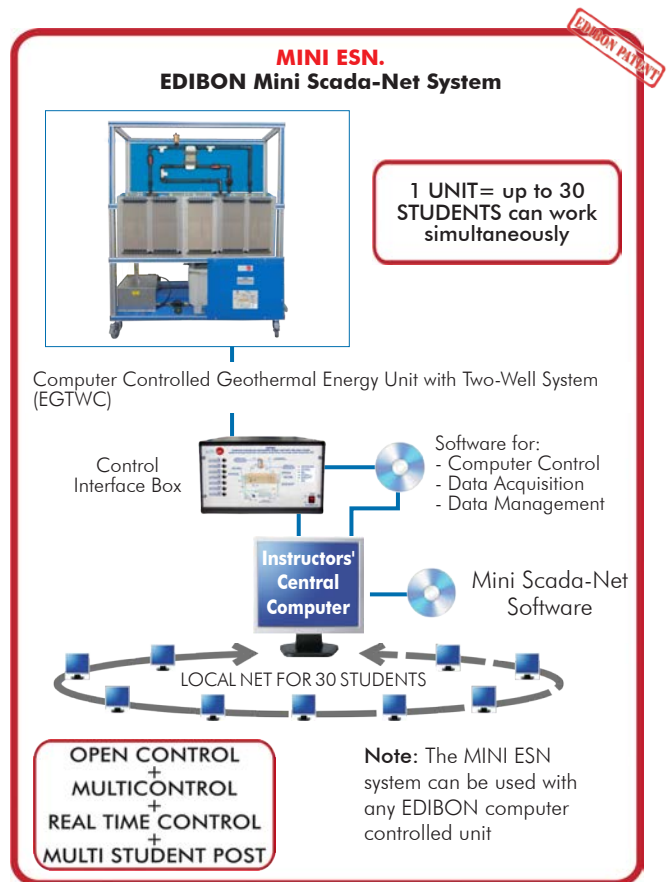 EDIBON PATENT
MINI ESN.
EDIBON Mini Scada-Net System
1 UNIT= up to 30
STUDENTS can work
simultaneously
Computer Controlled Geothermal Energy Unit with Two-Well System
(EGTWC)
Control
Interface Box
Software for:
- Computer Control
- Data Acquisition
- Data Management
Instructors'
Central
Computer
Mini Scada-Net
Software
LOCAL NET FOR 30 STUDENTS
OPEN CONTROL
+
MULTICONTROL
+
REAL TIME CONTROL
+
MULTI STUDENT POST
Note: The MINI ESN
system can be used with
any EDIBON computer
controlled unit